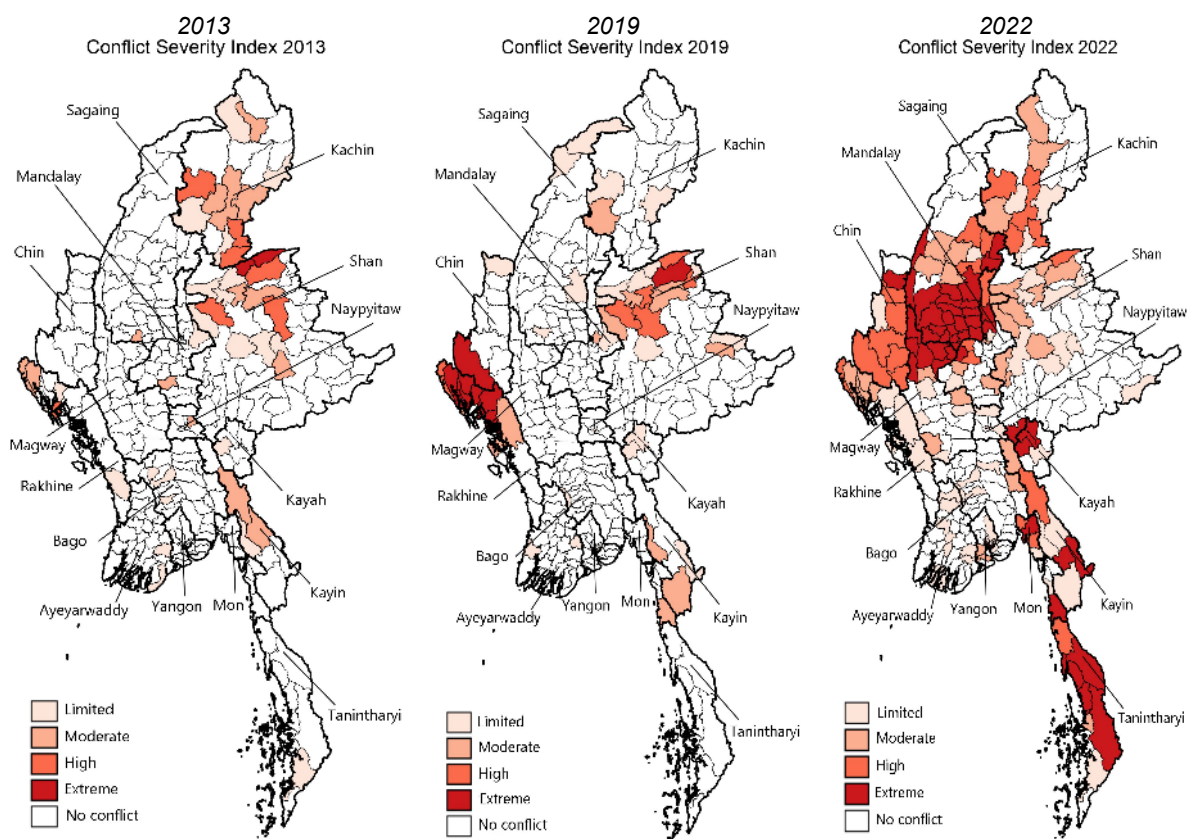 2013
Conflict Severity Index 2013
Sagaing
Kachin
Mandalay
Chin
Shan
Naypyitaw
Magway
Rakhine
Kayah
Bago
Kayin
Ayeyarwaddy
Yangon
Mon
Tanintharyi
Limited
Moderate
High
Extreme
No conflict
2019
Conflict Severity Index 2019
Sagaing
Kachin
Mandalay
Chin
Shan
Naypyitaw
Magway
Rakhine
Kayah
Bago
Kayin
Ayeyarwaddy
Yangon
Mon
Tanintharyi
Limited
Moderate
High
Extreme
No conflict
2022
Conflict Severity Index 2022
Sagaing
Kachin
Mandalay
Chin
Shan
Naypyitaw
Magway
Rakhine
Kayah
Bago
Kayin
Ayeyarwaddy
Yangon
Mon
Tanintharyi
Limited
Moderate
High
Extreme
No conflict